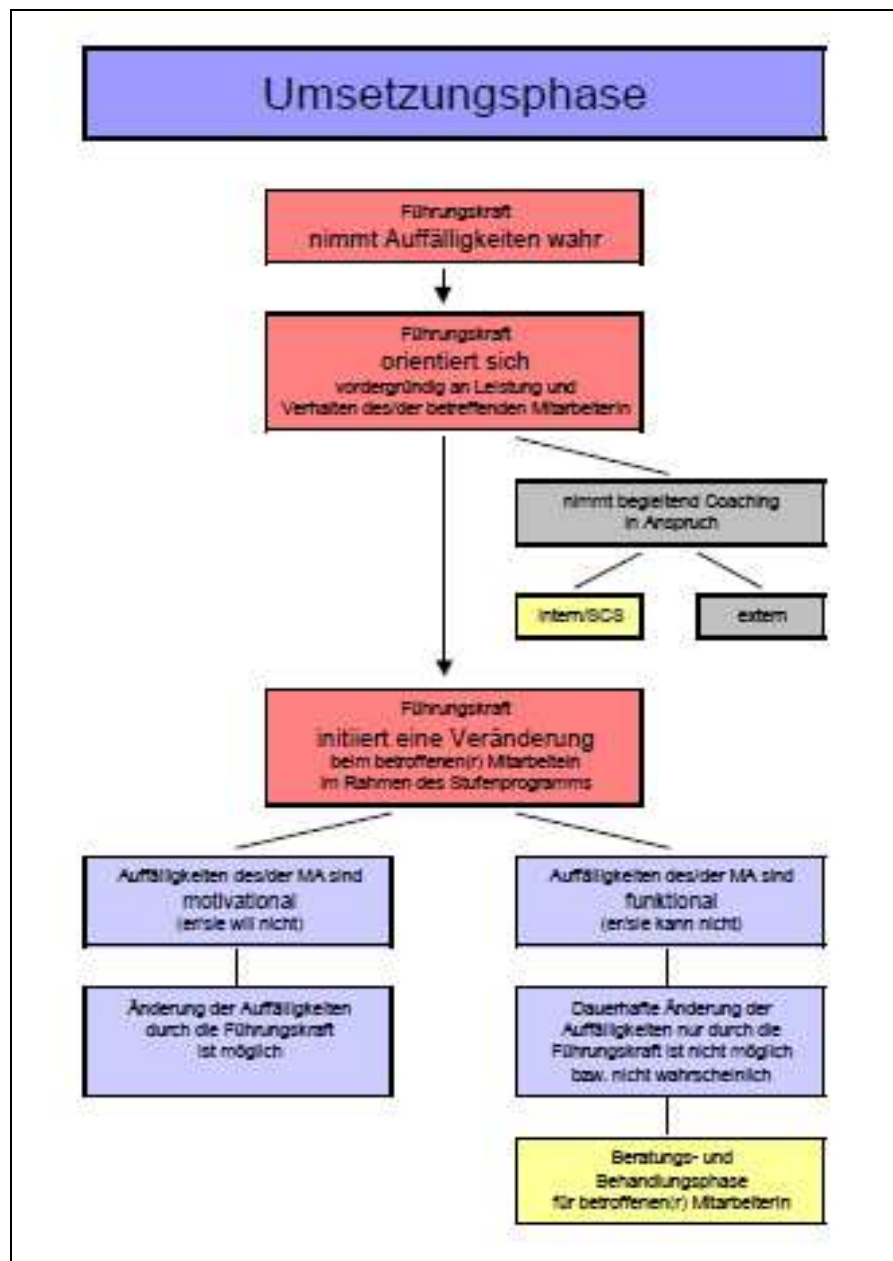 Umsetzungsphase
Führungskraft
nimmt Auffälligkeiten wahr
Führungskraft
orientiert sich
vordergründig an Leistung und
Verhalten des/der betreffenden MitarbeiterIn
nimmt begleitend Coaching
in Anspruch
intern/SCS
extern
Führungskraft
initiiert eine Veränderung
beim betroffenen(r) MitarbeiteIn
im Rahmen des Stufenprogramms
Auffälligkeiten des/der MA sind
motivational
(er/sie will nicht)
Auffälligkeiten des/der MA sind
funktional
(er/sie kann nicht)
Änderung der Auffälligkeiten
durch die Führungskraft
ist möglich
Dauerhafte Änderung der
Auffälligkeiten nur durch die
Führungskraft ist nicht möglich
bzw. nicht wahrscheinlich
Beratungs- und
Behandlungsphase
für betroffenen(r) MitarbeiterIn